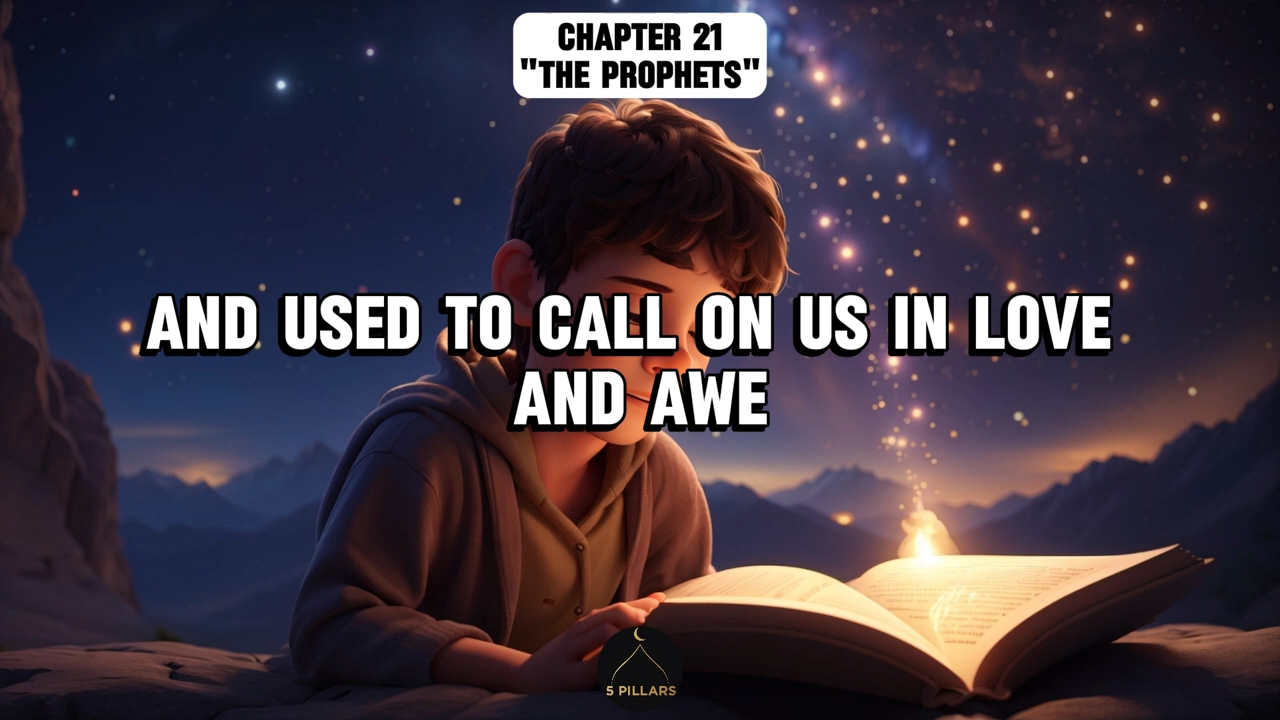 CHAPTER 21
"THE PROPHETS"
AND USED TO CALL ON US IN LOVE
AND AWE
5 PILLARS